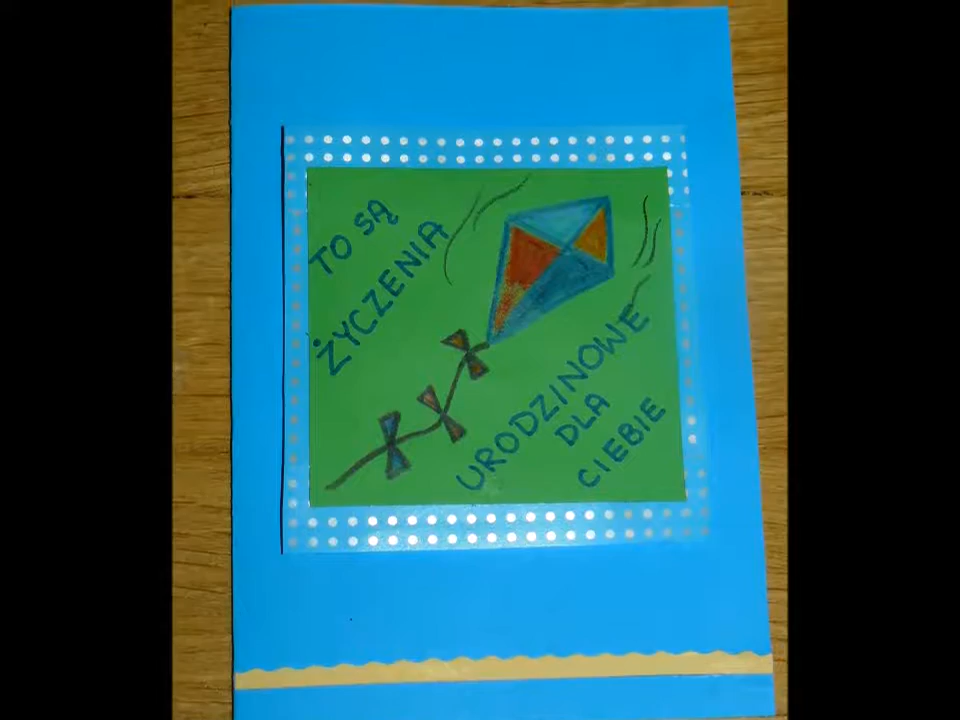 TO SĄ
ŻYCZENIA
URODZINOWE
DLA
CIEBIE